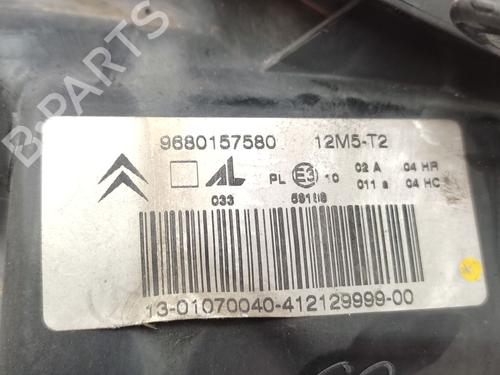 9680157580 12M5-T2
AL PL E3 10 02 A 04 HR
011 a 04 HC
033
13-01070040-412129999-00
B-PARTS